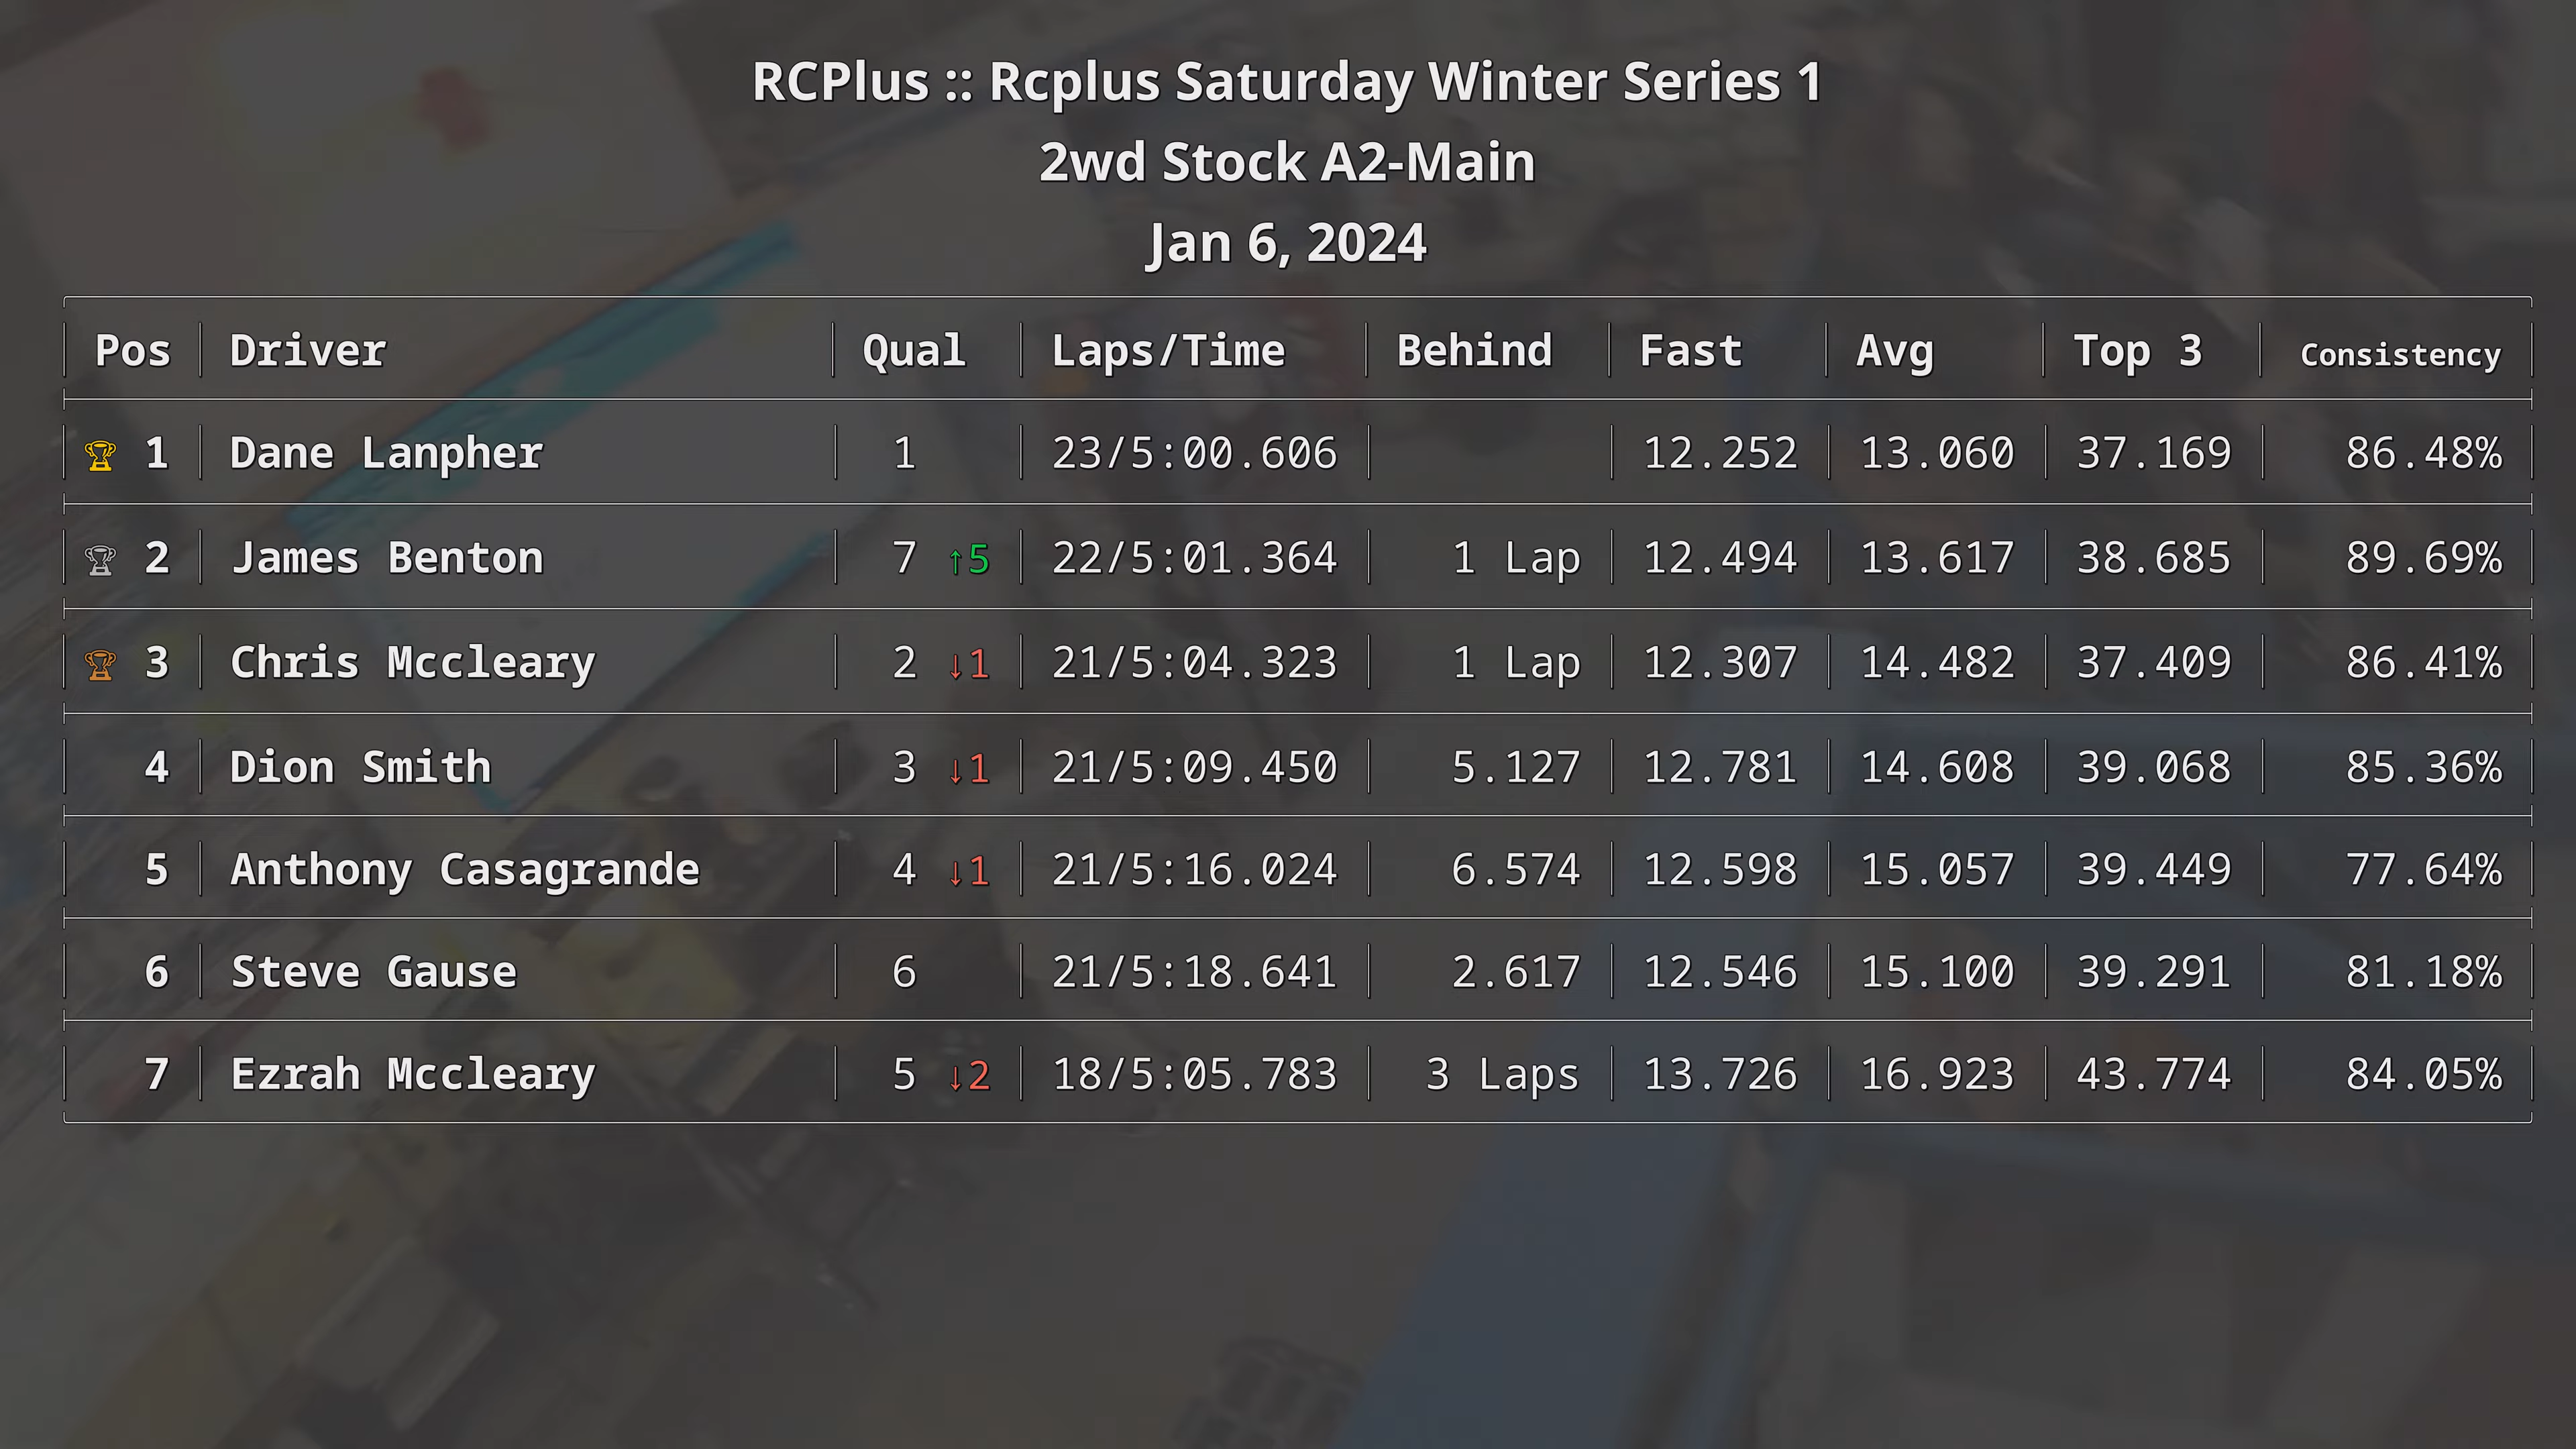 RCPlus :: Rcplus Saturday Winter Series 1
2wd Stock A2-Main
Jan 6, 2024
Pos Driver Qual Laps/Time Behind Fast Avg Top 3 Consistency
1 Dane Lanpher 1 23/5:00.606 12.252 13.060 37.169 86.48%
2 James Benton 7 ↑5 22/5:01.364 1 Lap 12.494 13.617 38.685 89.69%
3 Chris Mccleary 2 ↓1 21/5:04.323 1 Lap 12.307 14.482 37.409 86.41%
4 Dion Smith 3 ↓1 21/5:09.450 5.127 12.781 14.608 39.068 85.36%
5 Anthony Casagrande 4 ↓1 21/5:16.024 6.574 12.598 15.057 39.449 77.64%
6 Steve Gause 6 21/5:18.641 2.617 12.546 15.100 39.291 81.18%
7 Ezrah Mccleary 5 ↓2 18/5:05.783 3 Laps 13.726 16.923 43.774 84.05%